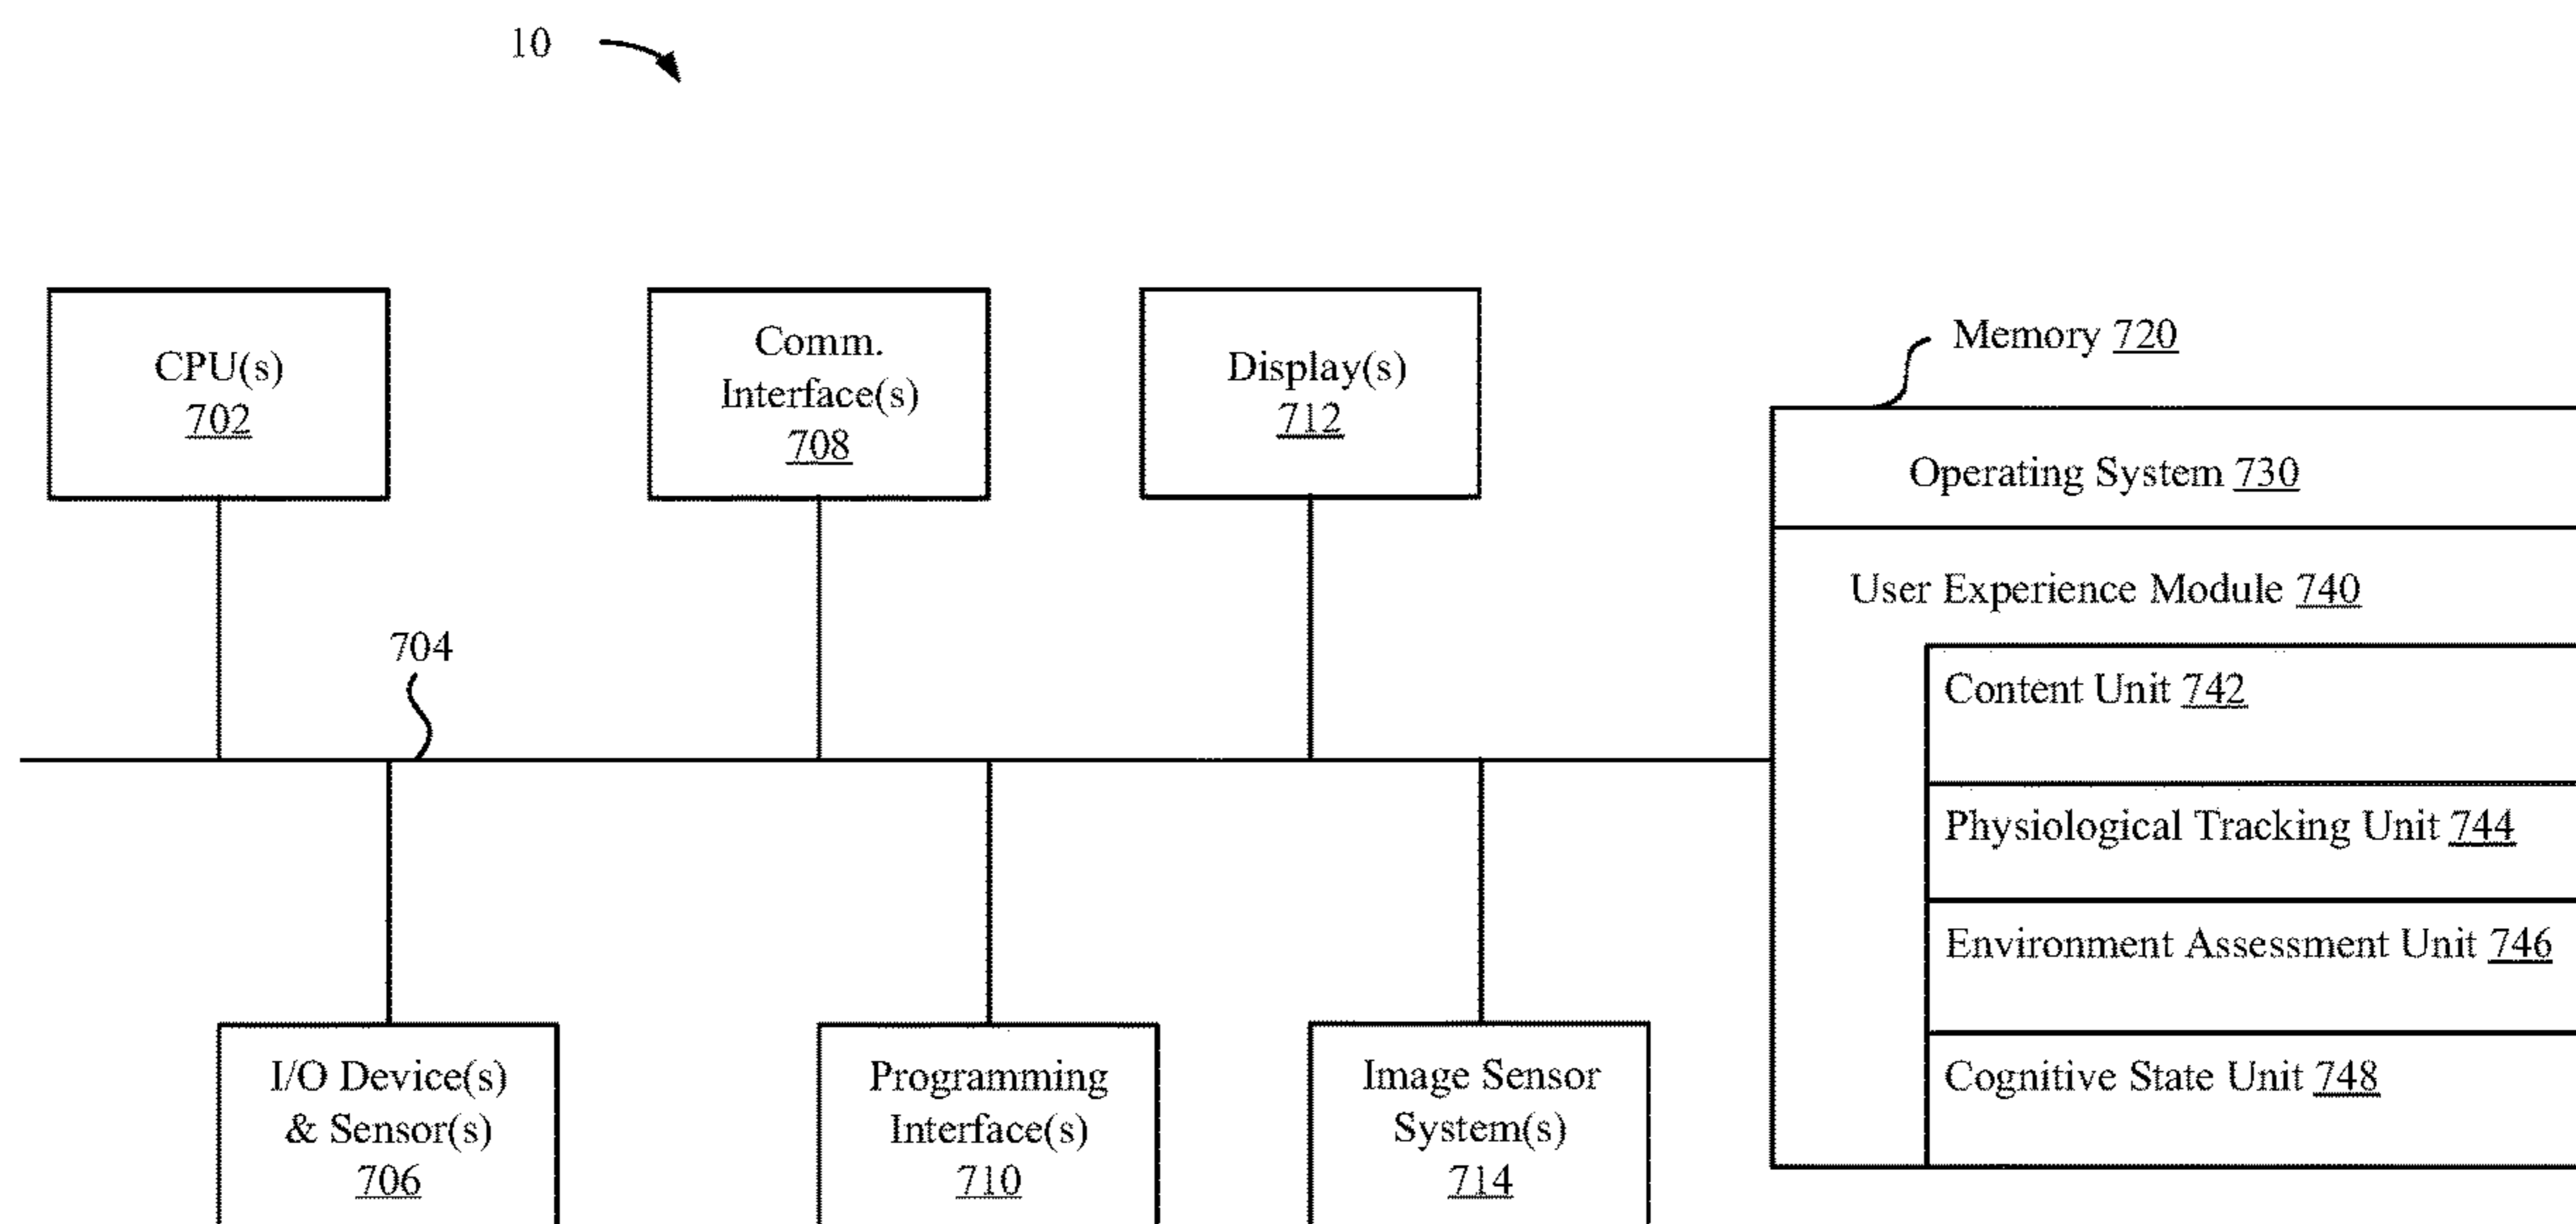 10
CPU(s)
702
Comm.
Interface(s)
708
Display(s)
712
Memory 720
Operating System 730
User Experience Module 740
Content Unit 742
Physiological Tracking Unit 744
Environment Assessment Unit 746
Cognitive State Unit 748
704
I/O Device(s)
& Sensor(s)
706
Programming
Interface(s)
710
Image Sensor
System(s)
714